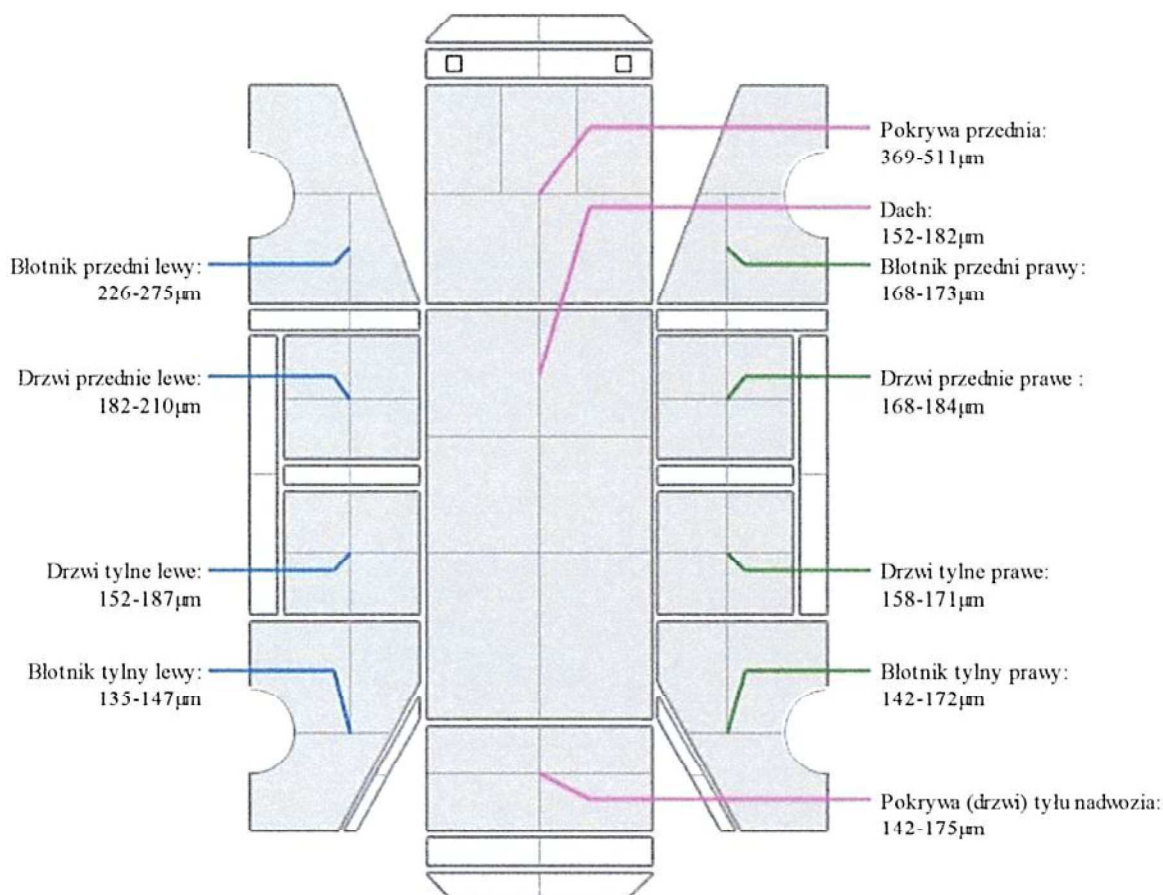 Pokrywa przednia:
369-511µm
Dach:
152-182µm
Błotnik przedni lewy:
226-275µm
Błotnik przedni prawy:
168-173µm
Drzwi przednie lewe:
182-210µm
Drzwi przednie prawe :
168-184µm
Drzwi tylne lewe:
152-187µm
Drzwi tylne prawe:
158-171µm
Błotnik tylny lewy:
135-147µm
Błotnik tylny prawy:
142-172µm
Pokrywa (drzwi) tyłu nadwozia:
142-175µm